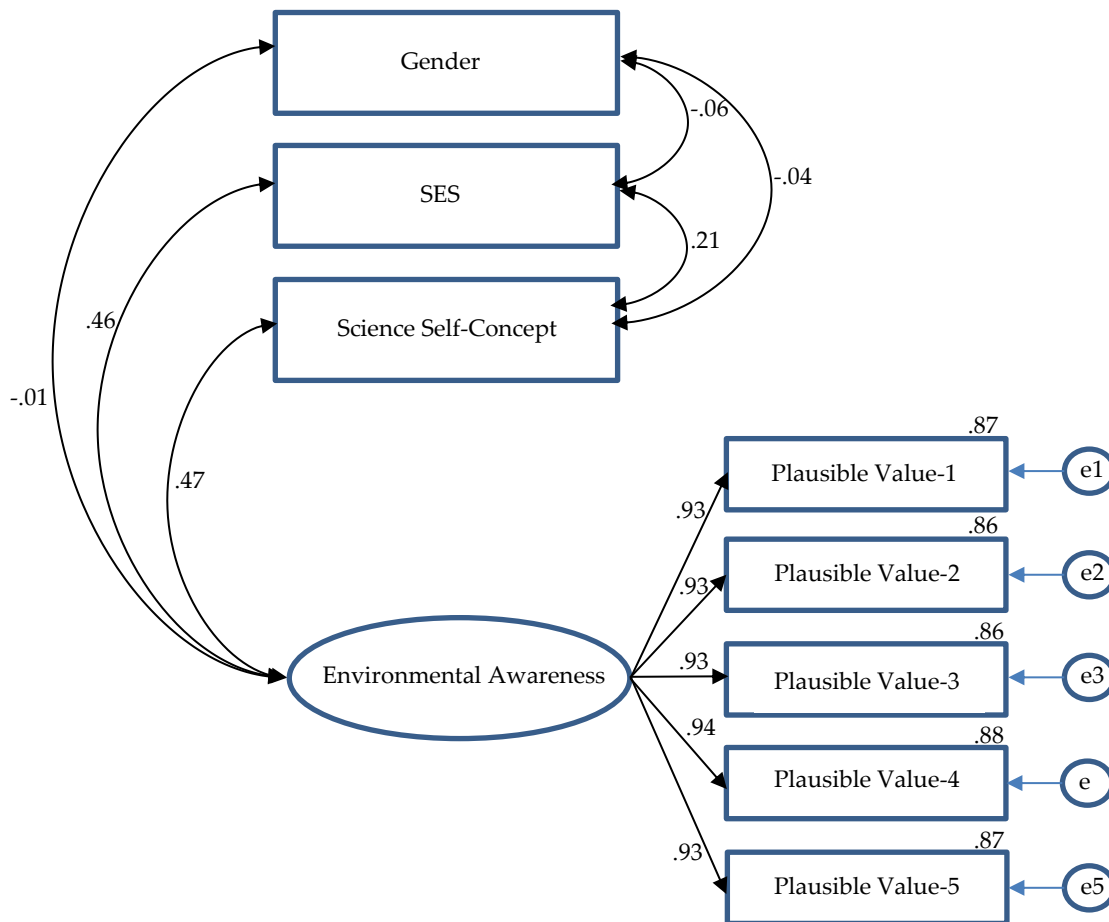 Gender
-.06
-.04
SES
.21
.46
Science Self-Concept
-.01
.47
.87
Plausible Value-1
e1
.93
.86
Plausible Value-2
e2
.93
.86
Environmental Awareness
.93
Plausible Value-3
e3
.94
.88
Plausible Value-4
e
.93
.87
Plausible Value-5
e5